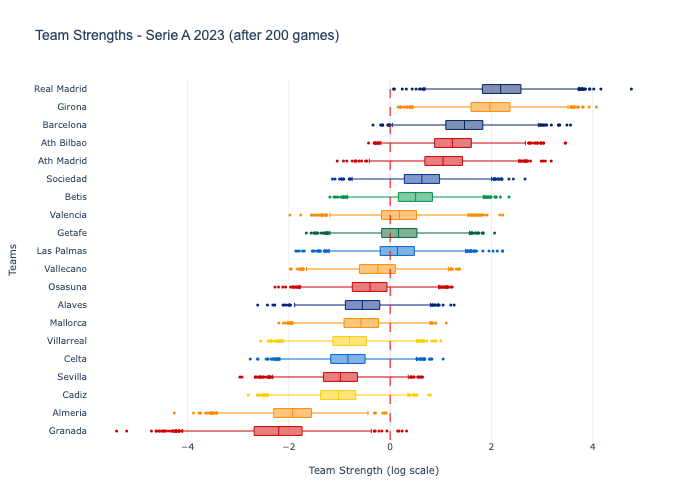 Team Strengths - Serie A 2023 (after 200 games)
Real Madrid
Girona
Barcelona
Ath Bilbao
Ath Madrid
Sociedad
Betis
Valencia
Getafe
Las Palmas
Vallecano
Osasuna
Alaves
Mallorca
Villarreal
Celta
Sevilla
Cadiz
Almeria
Granada
Teams
−4 −2 0 2 4
Team Strength (log scale)